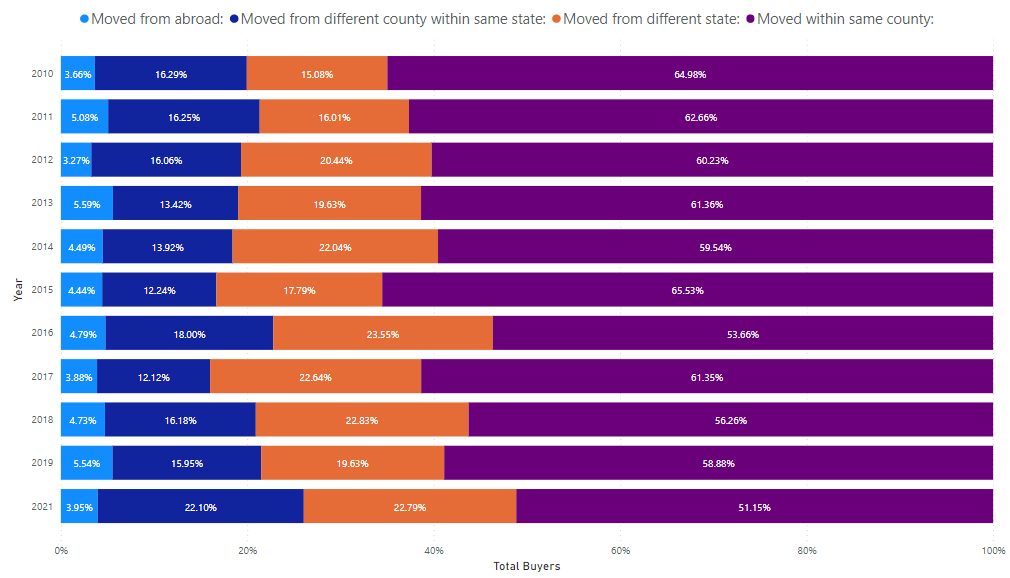 Moved from abroad: Moved from different county within same state: Moved from different state: Moved within same county:
2010 3.66% 16.29% 15.08% 64.98%
2011 5.08% 16.25% 16.01% 62.66%
2012 3.27% 16.06% 20.44% 60.23%
2013 5.59% 13.42% 19.63% 61.36%
2014 4.49% 13.92% 22.04% 59.54%
2015 4.44% 12.24% 17.79% 65.53%
2016 4.79% 18.00% 23.55% 53.66%
2017 3.88% 12.12% 22.64% 61.35%
2018 4.73% 16.18% 22.83% 56.26%
2019 5.54% 15.95% 19.63% 58.88%
2021 3.95% 22.10% 22.79% 51.15%
Year
0% 20% 40% 60% 80% 100%
Total Buyers